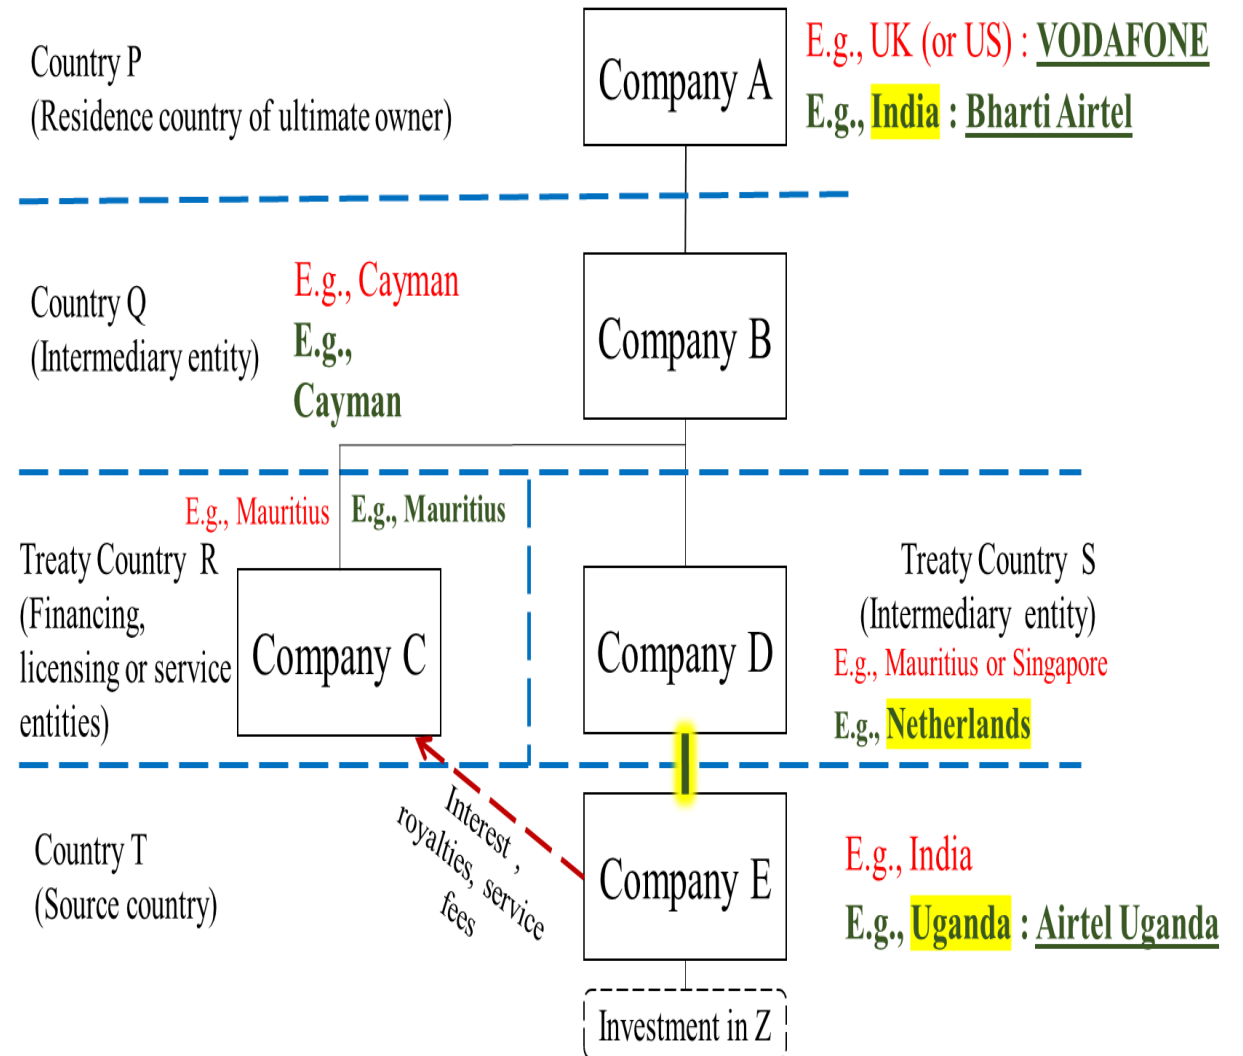 Country P
(Residence country of ultimate owner)
Company A
E.g., UK (or US) : VODAFONE
E.g., India : Bharti Airtel
Country Q
(Intermediary entity)
E.g., Cayman
E.g.,
Cayman
Company B
E.g., Mauritius
E.g., Mauritius
Treaty Country R
(Financing,
licensing or service
entities)
Company C
Company D
Treaty Country S
(Intermediary entity)
E.g., Mauritius or Singapore
E.g., Netherlands
Interest ,
royalties, service
fees
Country T
(Source country)
Company E
E.g., India
E.g., Uganda : Airtel Uganda
Investment in Z